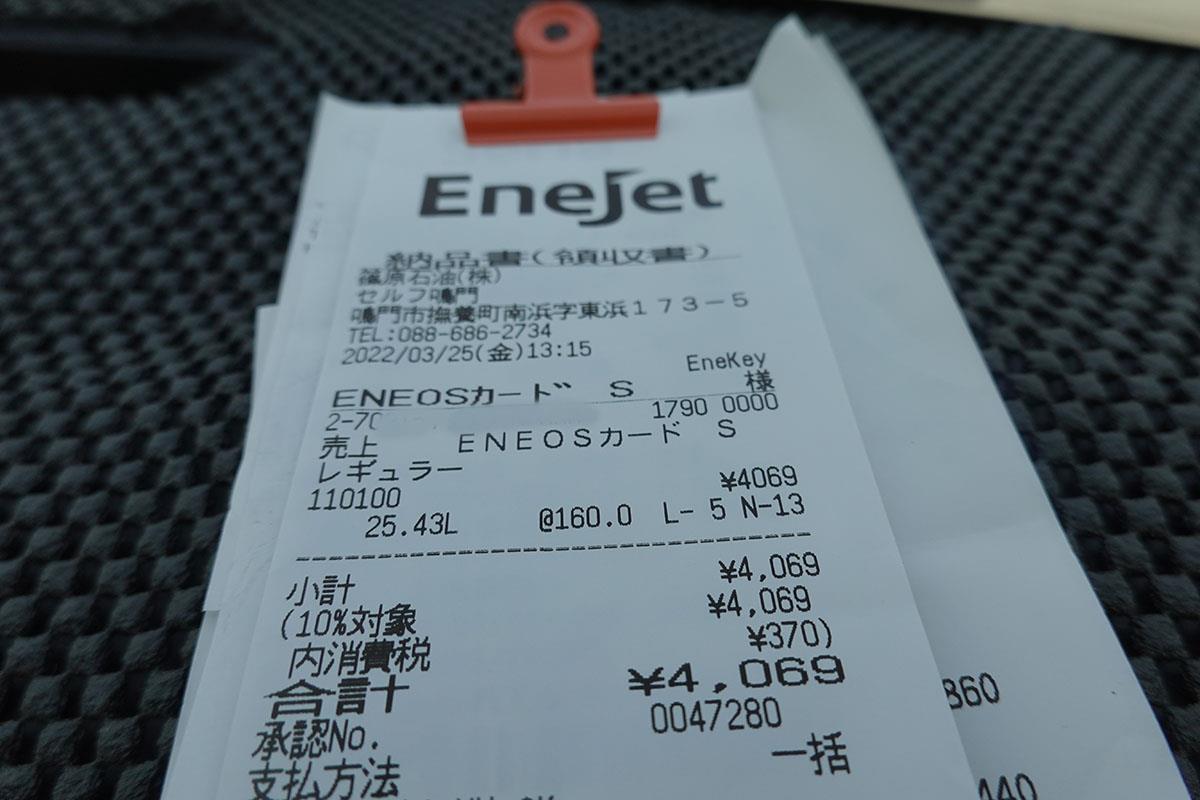 EneJet
納品書(領収書)
篠原石油(株)
セルフ鳴門
鳴門市撫養町南浜字東浜173-5
TEL:088-686-2734
2022/03/25(金)13:15
EneKey
ENEOSカード S 様
2-70 1790 0000
売上 ENEOSカード S
レギュラー
110100 ¥4069
25.43L @160.0 L- 5 N-13
小計 ¥4,069
(10%対象 ¥4,069
内消費税 ¥370)
合計 ¥4,069
承認No. 0047280
支払方法 一括
860
440